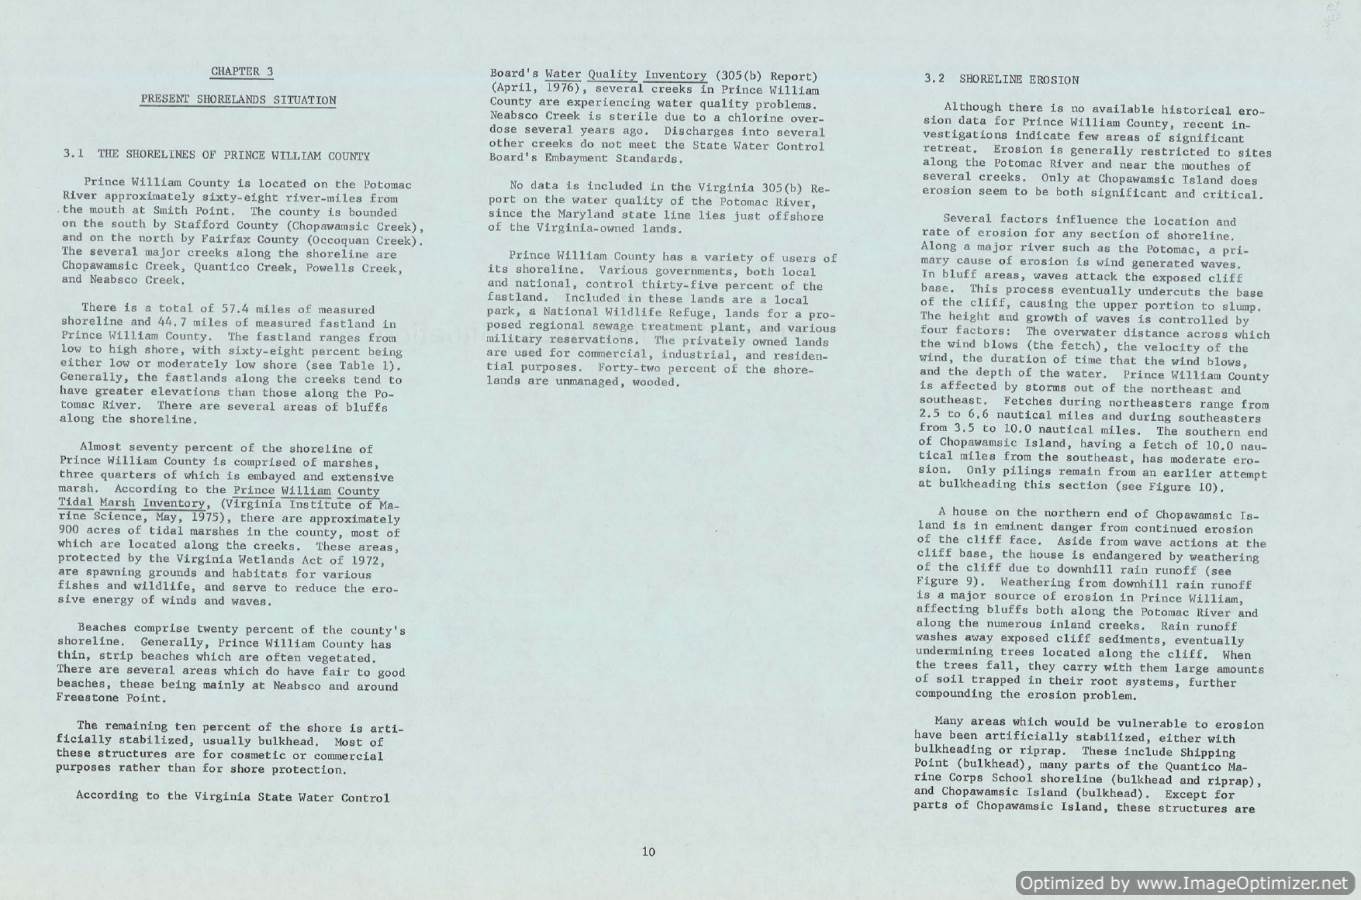 CHAPTER 3
PRESENT SHORELANDS SITUATION
3.1 THE SHORELINES OF PRINCE WILLIAM COUNTY
Prince William County is located on the Potomac
River approximately sixty-eight river-miles from
the mouth at Smith Point. The county is bounded
on the south by Stafford County (Chopawamsic Creek),
and on the north by Fairfax County (Occoquan Creek).
The several major creeks along the shoreline are
Chopawamsic Creek, Quantico Creek, Powells Creek,
and Neabsco Creek.
There is a total of 57.4 miles of measured
shoreline and 44.7 miles of measured fastland in
Prince William County. The fastland ranges from
low to high shore, with sixty-eight percent being
either low or moderately low shore (see Table 1).
Generally, the fastlands along the creeks tend to
have greater elevations than those along the Po-
tomac River. There are several areas of bluffs
along the shoreline.
Almost seventy percent of the shoreline of
Prince William County is comprised of marshes,
three quarters of which is embayed and extensive
marsh. According to the Prince William County
Tidal Marsh Inventory, (Virginia Institute of Ma-
rine Science, May, 1975), there are approximately
900 acres of tidal marshes in the county, most of
which are located along the creeks. These areas,
protected by the Virginia Wetlands Act of 1972,
are spawning grounds and habitats for various
fishes and wildlife, and serve to reduce the ero-
sive energy of winds and waves.
Beaches comprise twenty percent of the county's
shoreline. Generally, Prince William County has
thin, strip beaches which are often vegetated.
There are several areas which do have fair to good
beaches, these being mainly at Neabsco and around
Freestone Point.
The remaining ten percent of the shore is arti-
ficially stabilized, usually bulkhead. Most of
these structures are for cosmetic or commercial
purposes rather than for shore protection.
According to the Virginia State Water Control
Board's Water Quality Inventory (305(b) Report)
(April, 1976), several creeks in Prince William
County are experiencing water quality problems.
Neabsco Creek is sterile due to a chlorine over-
dose several years ago. Discharges into several
other creeks do not meet the State Water Control
Board's Embayment Standards.
No data is included in the Virginia 305(b) Re-
port on the water quality of the Potomac River,
since the Maryland state line lies just offshore
of the Virginia-owned lands.
Prince William County has a variety of users of
its shoreline. Various governments, both local
and national, control thirty-five percent of the
fastland. Included in these lands are a local
park, a National Wildlife Refuge, lands for a pro-
posed regional sewage treatment plant, and various
military reservations. The privately owned lands
are used for commercial, industrial, and residen-
tial purposes. Forty-two percent of the shore-
lands are unmanaged, wooded.
3.2 SHORELINE EROSION
Although there is no available historical ero-
sion data for Prince William County, recent in-
vestigations indicate few areas of significant
retreat. Erosion is generally restricted to sites
along the Potomac River and near the mouthes of
several creeks. Only at Chopawamsic Island does
erosion seem to be both significant and critical.
Several factors influence the location and
rate of erosion for any section of shoreline.
Along a major river such as the Potomac, a pri-
mary cause of erosion is wind generated waves.
In bluff areas, waves attack the exposed cliff
base. This process eventually undercuts the base
of the cliff, causing the upper portion to slump.
The height and growth of waves is controlled by
four factors: The overwater distance across which
the wind blows (the fetch), the velocity of the
wind, the duration of time that the wind blows,
and the depth of the water. Prince William County
is affected by storms out of the northeast and
southeast. Fetches during northeasters range from
2.5 to 6.6 nautical miles and during southeasters
from 3.5 to 10.0 nautical miles. The southern end
of Chopawamsic Island, having a fetch of 10.0 nau-
tical miles from the southeast, has moderate ero-
sion. Only pilings remain from an earlier attempt
at bulkheading this section (see Figure 10).
A house on the northern end of Chopawamsic Is-
land is in eminent danger from continued erosion
of the cliff face. Aside from wave actions at the
cliff base, the house is endangered by weathering
of the cliff due to downhill rain runoff (see
Figure 9). Weathering from downhill rain runoff
is a major source of erosion in Prince William,
affecting bluffs both along the Potomac River and
along the numerous inland creeks. Rain runoff
washes away exposed cliff sediments, eventually
undermining trees located along the cliff. When
the trees fall, they carry with them large amounts
of soil trapped in their root systems, further
compounding the erosion problem.
Many areas which would be vulnerable to erosion
have been artificially stabilized, either with
bulkheading or riprap. These include Shipping
Point (bulkhead), many parts of the Quantico Ma-
rine Corps School shoreline (bulkhead and riprap),
and Chopawamsic Island (bulkhead). Except for
parts of Chopawamsic Island, these structures are
10
Optimized by www.ImageOptimizer.net